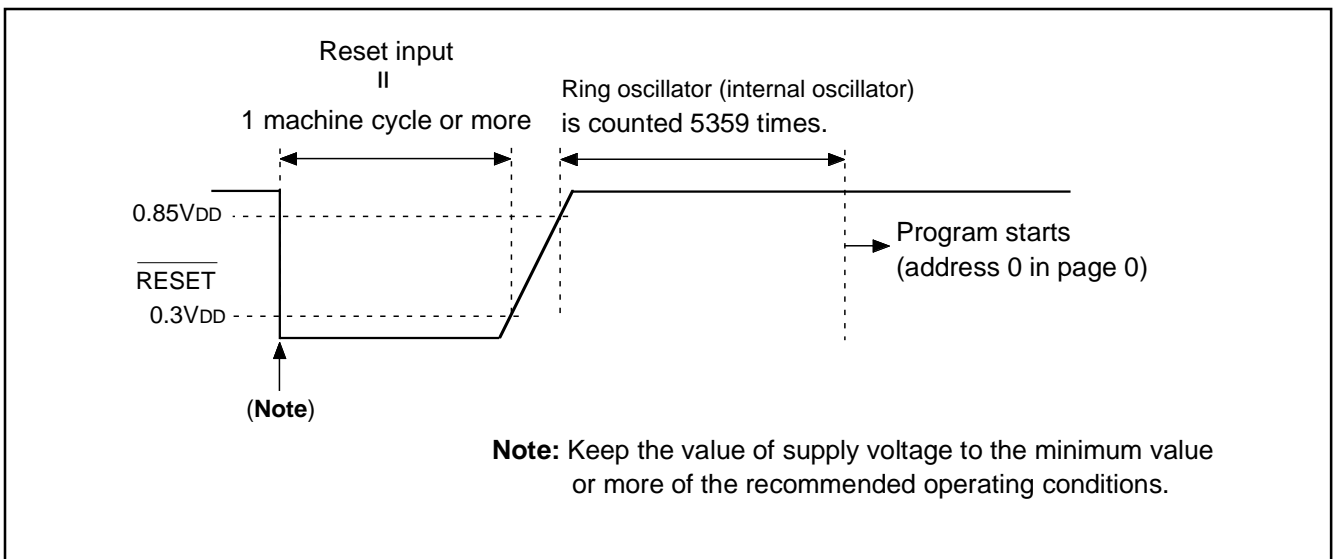 Reset input
=
1 machine cycle or more
Ring oscillator (internal oscillator)
is counted 5359 times.
0.85VDD
RESET
0.3VDD
Program starts
(address 0 in page 0)
(Note)
Note: Keep the value of supply voltage to the minimum value
or more of the recommended operating conditions.